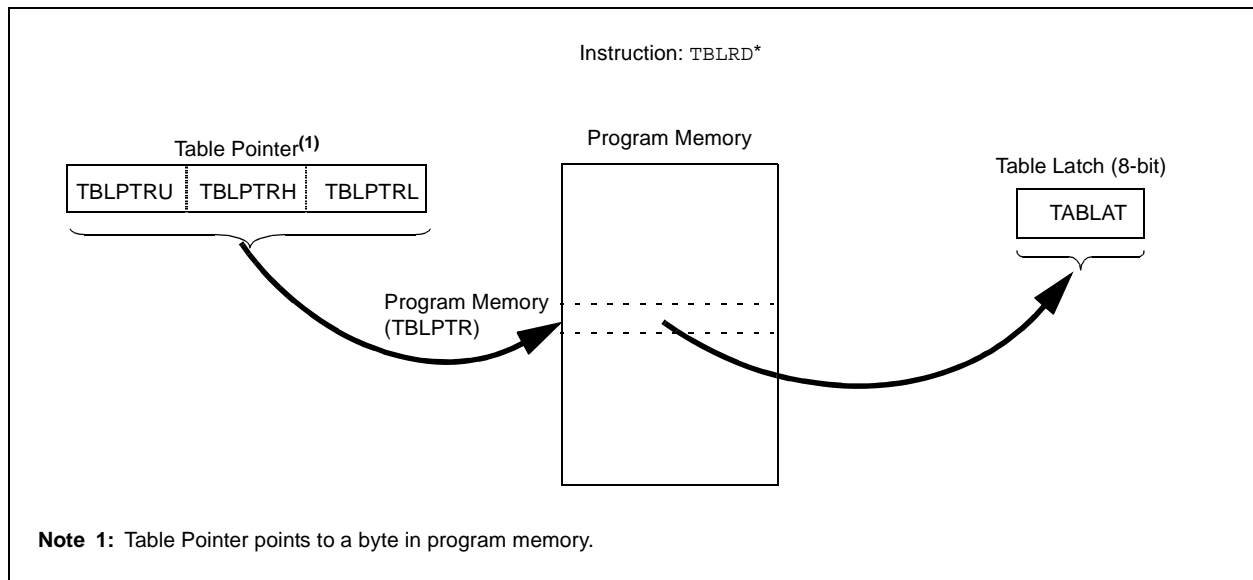 Instruction: TBLRD*
Table Pointer(1)
Program Memory
Table Latch (8-bit)
TBLPTRU TBLPTRH TBLPTRL
TABLAT
Program Memory
(TBLPTR)
Note 1: Table Pointer points to a byte in program memory.